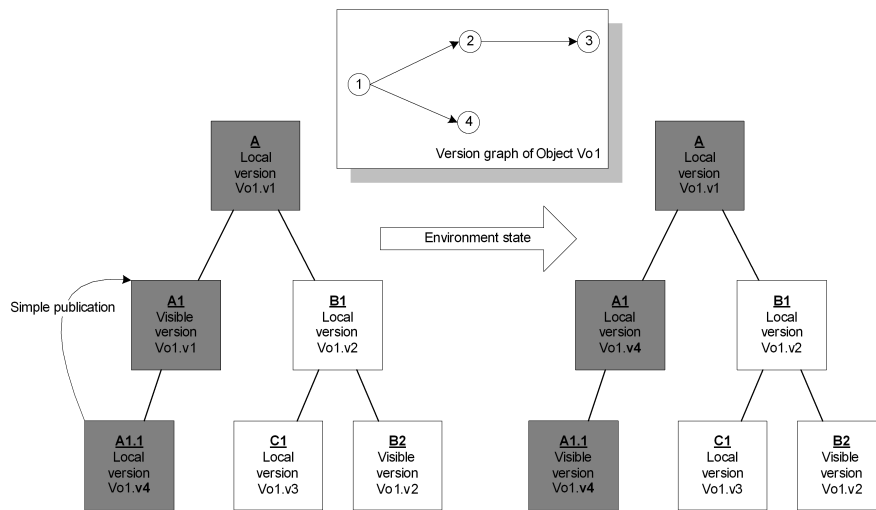 1
2
3
4
Version graph of Object Vo1
A
Local
version
Vo1.v1
A
Local
version
Vo1.v1
Environment state
Simple publication
A1
Visible
version
Vo1.v1
B1
Local
version
Vo1.v2
A1
Local
version
Vo1.v4
B1
Local
version
Vo1.v2
A1.1
Local
version
Vo1.v4
C1
Local
version
Vo1.v3
B2
Visible
version
Vo1.v2
A1.1
Visible
version
Vo1.v4
C1
Local
version
Vo1.v3
B2
Visible
version
Vo1.v2